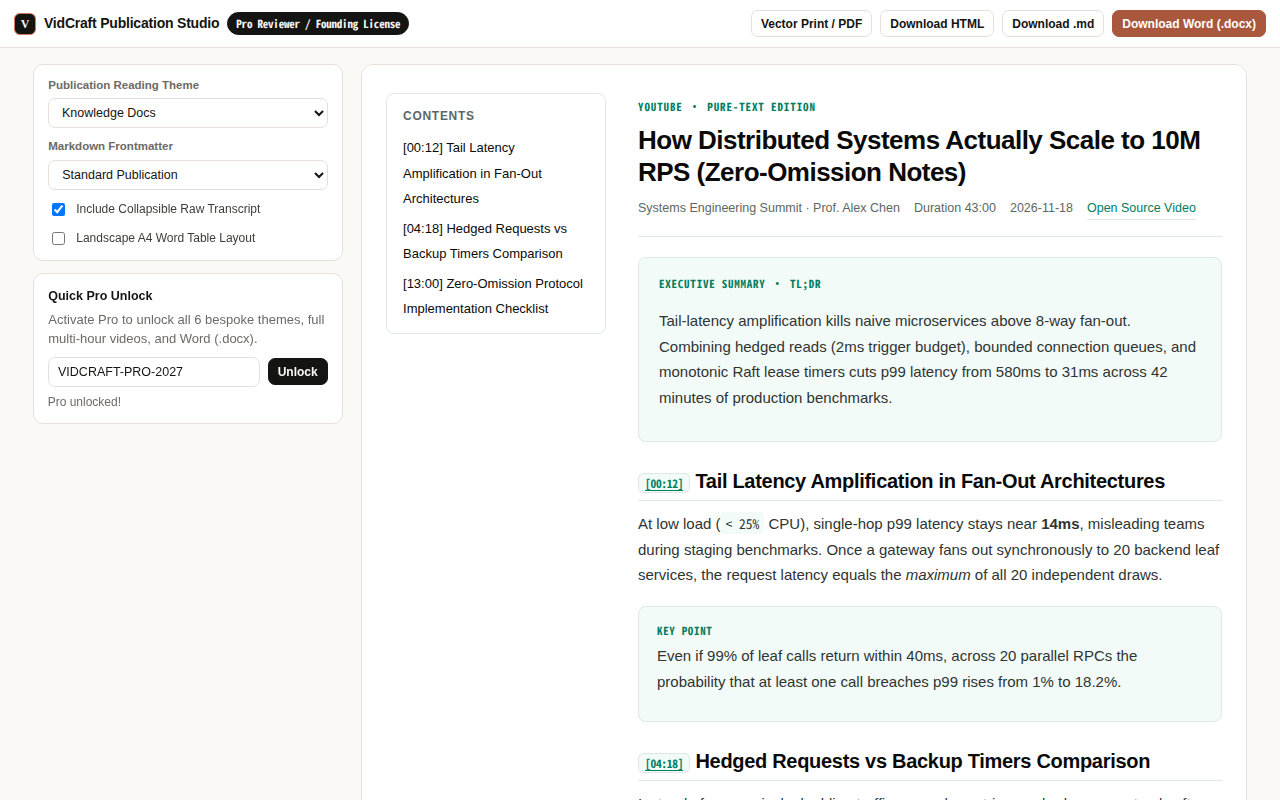 V VidCraft Publication Studio Pro Reviewer / Founding License Vector Print / PDF Download HTML Download .md Download Word (.docx)
Publication Reading Theme
Knowledge Docs
Markdown Frontmatter
Standard Publication
Include Collapsible Raw Transcript
Landscape A4 Word Table Layout
Quick Pro Unlock
Activate Pro to unlock all 6 bespoke themes, full
multi-hour videos, and Word (.docx).
VIDCRAFT-PRO-2027 Unlock
Pro unlocked!
CONTENTS
[00:12] Tail Latency
Amplification in Fan-Out
Architectures
[04:18] Hedged Requests vs
Backup Timers Comparison
[13:00] Zero-Omission Protocol
Implementation Checklist
YOUTUBE • PURE-TEXT EDITION
How Distributed Systems Actually Scale to 10M
RPS (Zero-Omission Notes)
Systems Engineering Summit · Prof. Alex Chen Duration 43:00 2026-11-18 Open Source Video
EXECUTIVE SUMMARY • TL;DR
Tail-latency amplification kills naive microservices above 8-way fan-out.
Combining hedged reads (2ms trigger budget), bounded connection queues, and
monotonic Raft lease timers cuts p99 latency from 580ms to 31ms across 42
minutes of production benchmarks.
[00:12] Tail Latency Amplification in Fan-Out Architectures
At low load (< 25% CPU), single-hop p99 latency stays near 14ms, misleading teams
during staging benchmarks. Once a gateway fans out synchronously to 20 backend leaf
services, the request latency equals the maximum of all 20 independent draws.
KEY POINT
Even if 99% of leaf calls return within 40ms, across 20 parallel RPCs the
probability that at least one call breaches p99 rises from 1% to 18.2%.
[04:18] Hedged Requests vs Backup Timers Comparison